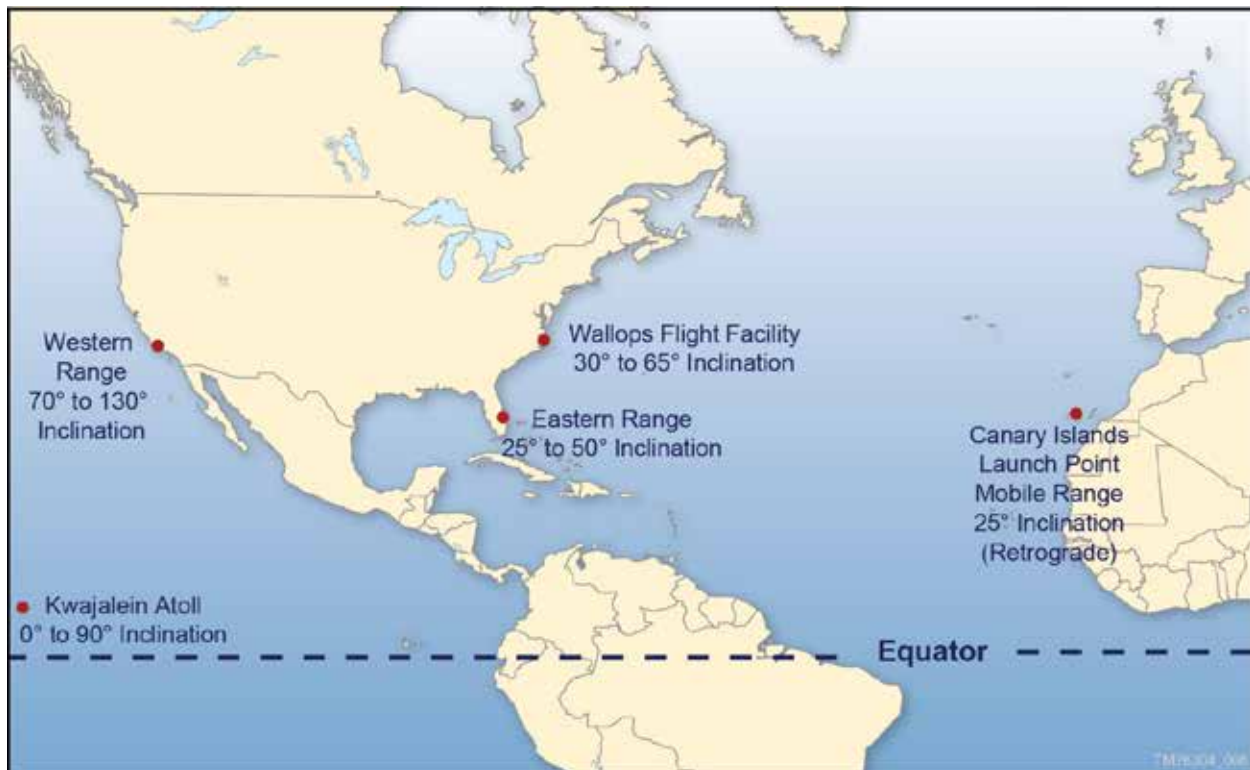 Western
Range
70° to 130°
Inclination
Wallops Flight Facility
30° to 65° Inclination
Eastern Range
25° to 50° Inclination
Canary Islands
Launch Point
Mobile Range
25° Inclination
(Retrograde)
Kwajalein Atoll
0° to 90° Inclination
Equator